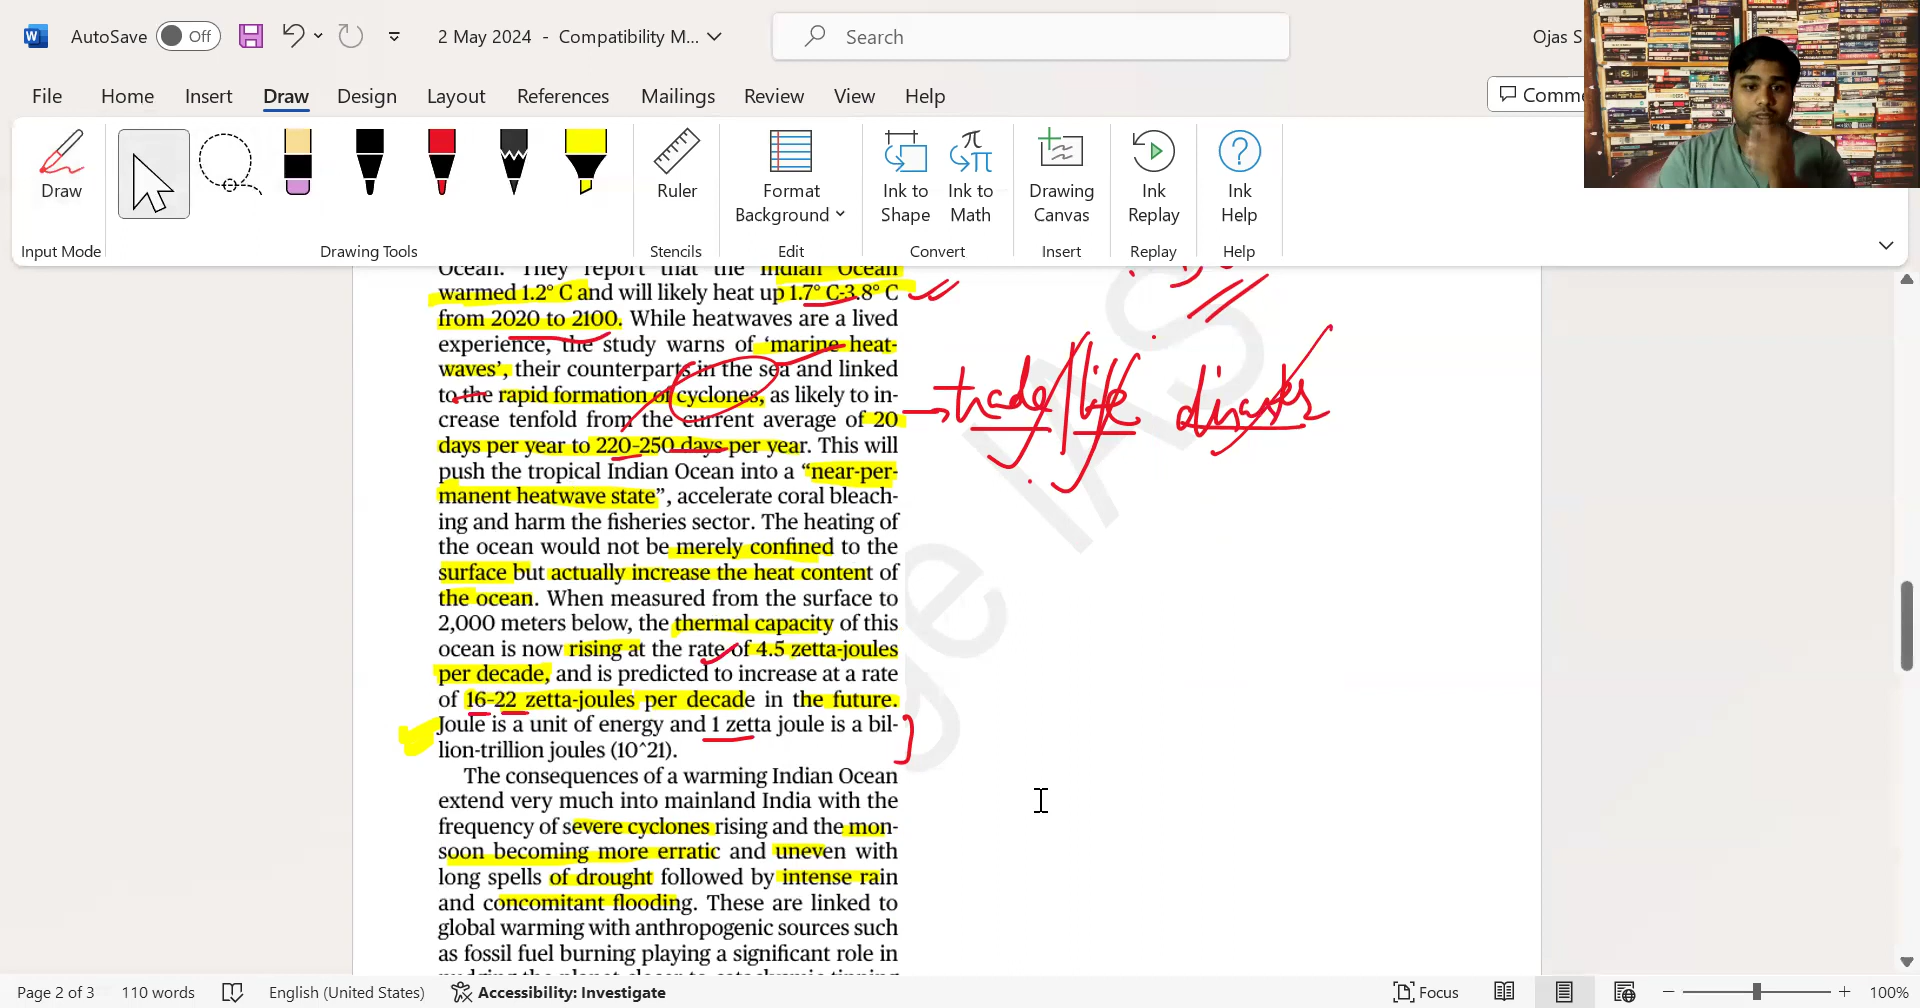 AutoSave Off 2 May 2024 - Compatibility M... Search Ojas S
File Home Insert Draw Design Layout References Mailings Review View Help Comme
Draw Ruler Format Background Ink to Shape Ink to Math Drawing Canvas Ink Replay Ink Help
Input Mode Drawing Tools Stencils Edit Convert Insert Replay Help
Ocean. They report that the Indian Ocean
warmed 1.2° C and will likely heat up 1.7° C-3.8° C
from 2020 to 2100. While heatwaves are a lived
experience, the study warns of ‘marine heat-
waves’, their counterparts in the sea and linked
to the rapid formation of cyclones, as likely to in-
crease tenfold from the current average of 20
days per year to 220-250 days per year. This will
push the tropical Indian Ocean into a “near-per-
manent heatwave state”, accelerate coral bleach-
ing and harm the fisheries sector. The heating of
the ocean would not be merely confined to the
surface but actually increase the heat content of
the ocean. When measured from the surface to
2,000 meters below, the thermal capacity of this
ocean is now rising at the rate of 4.5 zetta-joules
per decade, and is predicted to increase at a rate
of 16-22 zetta-joules per decade in the future.
Joule is a unit of energy and 1 zetta joule is a bil-
lion-trillion joules (10^21).
The consequences of a warming Indian Ocean
extend very much into mainland India with the
frequency of severe cyclones rising and the mon-
soon becoming more erratic and uneven with
long spells of drought followed by intense rain
and concomitant flooding. These are linked to
global warming with anthropogenic sources such
as fossil fuel burning playing a significant role in
trade/life disaster
ge IAS
Page 2 of 3 110 words English (United States) Accessibility: Investigate Focus 100%